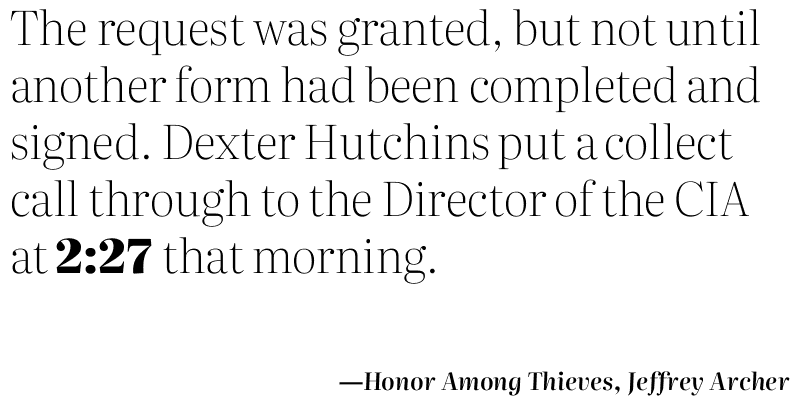 The request was granted, but not until
another form had been completed and
signed. Dexter Hutchins put a collect
call through to the Director of the CIA
at 2:27 that morning.
—Honor Among Thieves, Jeffrey Archer